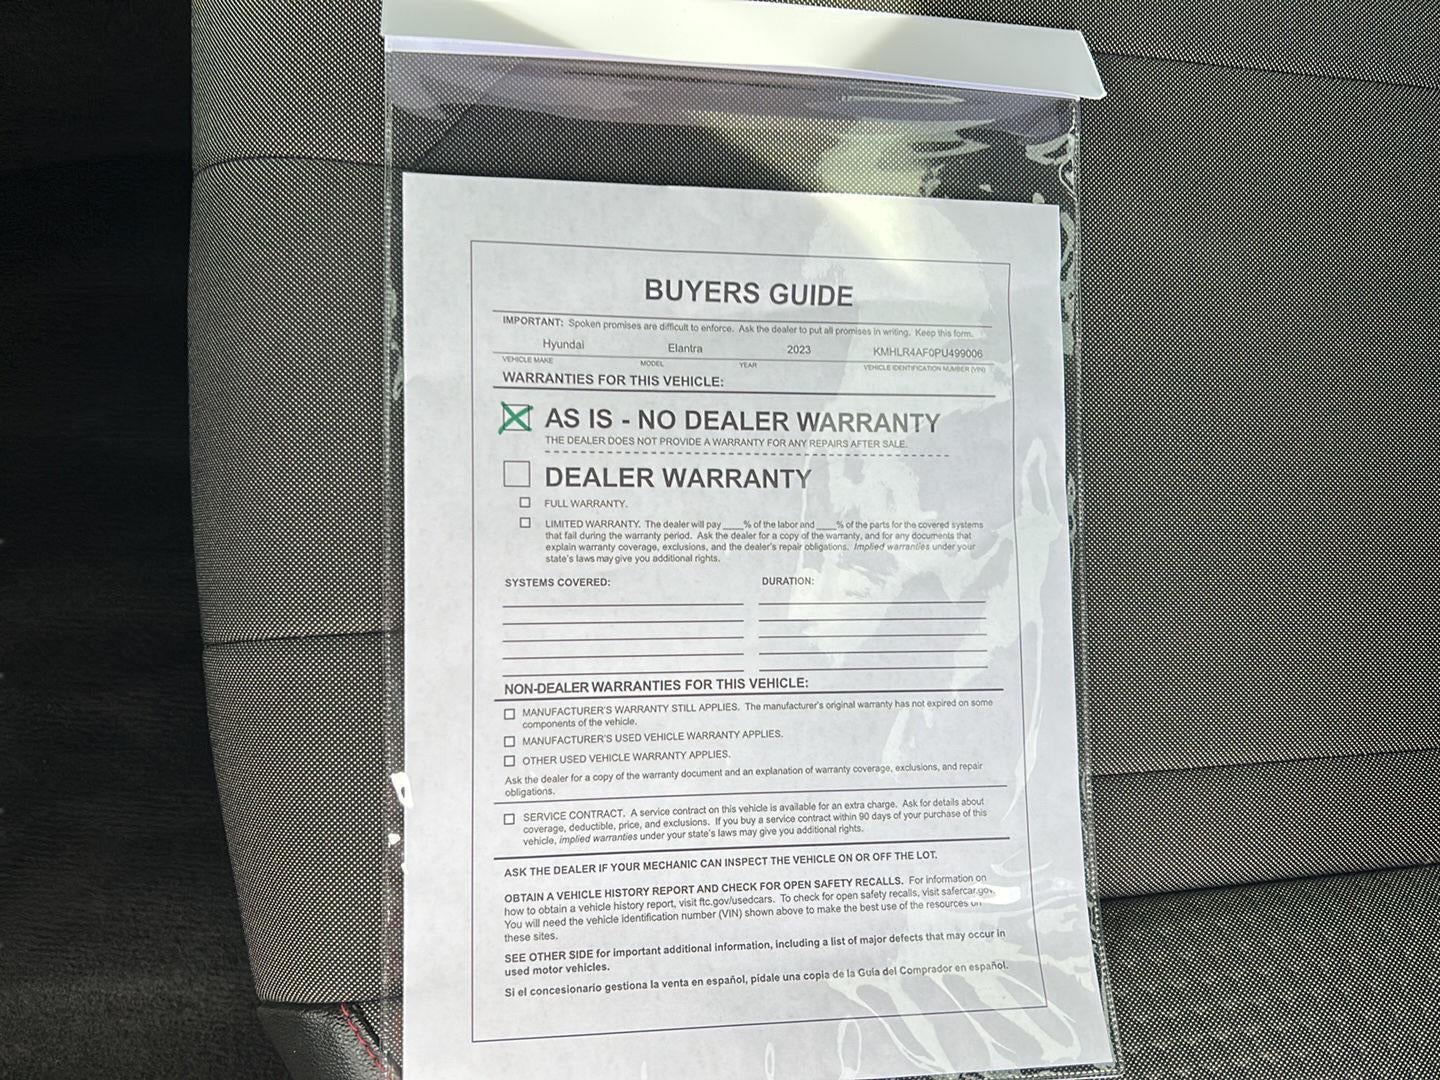 BUYERS GUIDE
IMPORTANT: Spoken promises are difficult to enforce. Ask the dealer to put all promises in writing. Keep this form.
Hyundai Elantra 2023 KMHLR4AF0PU499006
VEHICLE MAKE MODEL YEAR VEHICLE IDENTIFICATION NUMBER (VIN)
WARRANTIES FOR THIS VEHICLE:
AS IS - NO DEALER WARRANTY
THE DEALER DOES NOT PROVIDE A WARRANTY FOR ANY REPAIRS AFTER SALE.
DEALER WARRANTY
FULL WARRANTY.
LIMITED WARRANTY. The dealer will pay ____% of the labor and ____% of the parts for the covered systems
that fail during the warranty period. Ask the dealer for a copy of the warranty, and for any documents that
explain warranty coverage, exclusions, and the dealer's repair obligations. Implied warranties under your
state's laws may give you additional rights.
SYSTEMS COVERED: DURATION:
NON-DEALER WARRANTIES FOR THIS VEHICLE:
MANUFACTURER'S WARRANTY STILL APPLIES. The manufacturer's original warranty has not expired on some
components of the vehicle.
MANUFACTURER'S USED VEHICLE WARRANTY APPLIES.
OTHER USED VEHICLE WARRANTY APPLIES.
Ask the dealer for a copy of the warranty document and an explanation of warranty coverage, exclusions, and repair
obligations.
SERVICE CONTRACT. A service contract on this vehicle is available for an extra charge. Ask for details about
coverage, deductible, price, and exclusions. If you buy a service contract within 90 days of your purchase of this
vehicle, implied warranties under your state's laws may give you additional rights.
ASK THE DEALER IF YOUR MECHANIC CAN INSPECT THE VEHICLE ON OR OFF THE LOT.
OBTAIN A VEHICLE HISTORY REPORT AND CHECK FOR OPEN SAFETY RECALLS. For information on
how to obtain a vehicle history report, visit ftc.gov/usedcars. To check for open safety recalls, visit safercar.gov.
You will need the vehicle identification number (VIN) shown above to make the best use of the resources on
these sites.
SEE OTHER SIDE for important additional information, including a list of major defects that may occur in
used motor vehicles.
Si el concesionario gestiona la venta en español, pídale una copia de la Guía del Comprador en español.